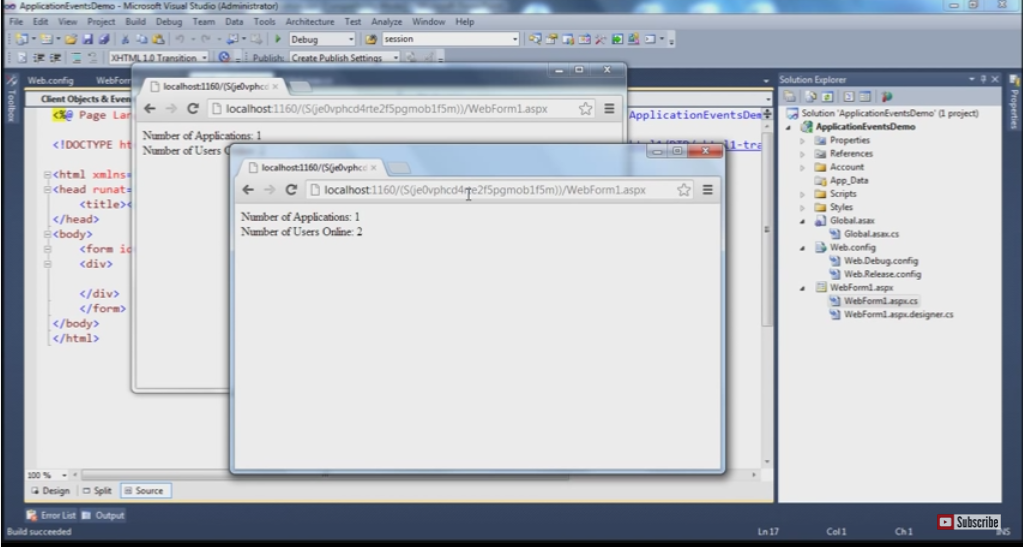 ApplicationEventsDemo - Microsoft Visual Studio (Administrator)
File Edit View Project Build Debug Team Data Tools Architecture Test Analyze Window Help
Debug session
XHTML 1.0 Transition Publish: Create Publish Settings
Web.config WebForm
Client Objects & Even
Toolbox
<%@ Page Lan
ApplicationEventsDem
<!DOCTYPE ht
<html xmlns=
<head runat=
<title><
</head>
<body>
<form id
<div>
</div>
</form>
</body>
</html>
localhost:1160/(S(je0vphcd
localhost:1160/(S(je0vphcd4rte2f5pgmob1f5m))/WebForm1.aspx
Number of Applications: 1
Number of Users
localhost:1160/(S(je0vphcd
localhost:1160/(S(je0vphcd4rte2f5pgmob1f5m))/WebForm1.aspx
Number of Applications: 1
Number of Users Online: 2
Solution Explorer
Solution 'ApplicationEventsDemo' (1 project)
ApplicationEventsDemo
Properties
References
Account
App_Data
Scripts
Styles
Global.asax
Global.asax.cs
Web.config
Web.Debug.config
Web.Release.config
WebForm1.aspx
WebForm1.aspx.cs
WebForm1.aspx.designer.cs
Properties
100 %
Design Split Source
Error List Output
Build succeeded Ln 17 Col 1 Ch 1 INS
Subscribe